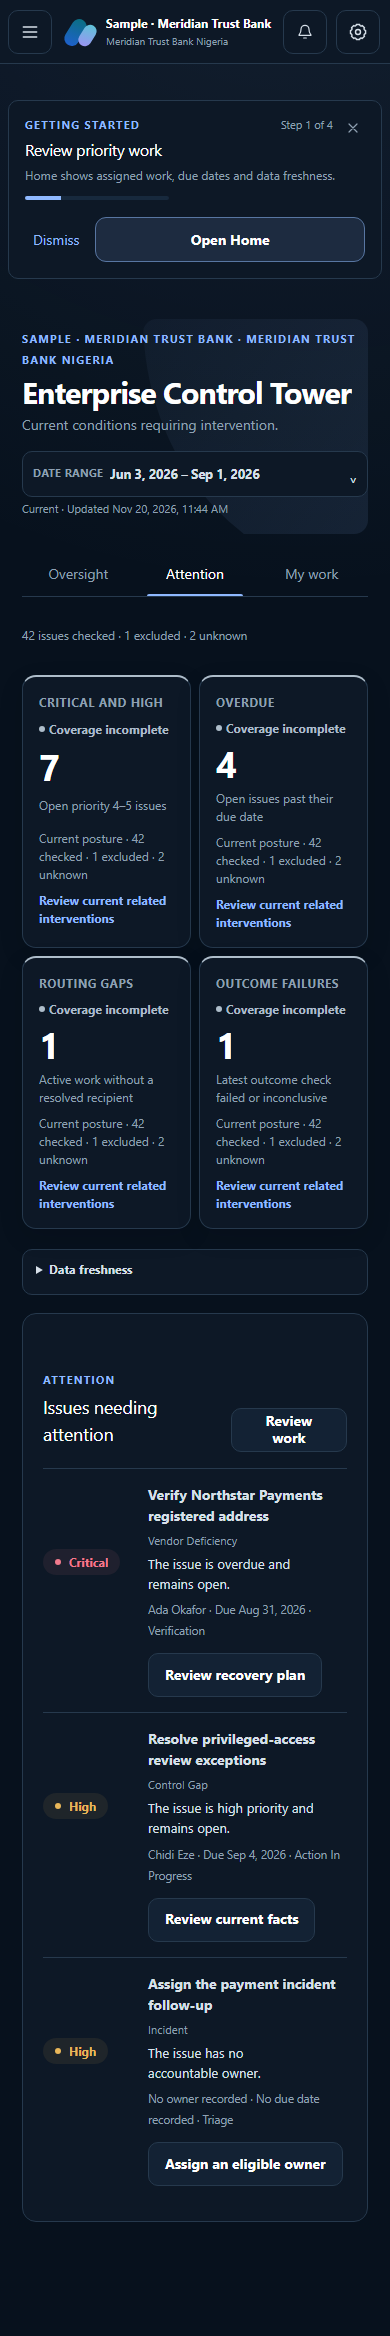 Sample · Meridian Trust Bank
Meridian Trust Bank Nigeria
GETTING STARTED
Step 1 of 4
Review priority work
Home shows assigned work, due dates and data freshness.
Dismiss
Open Home
SAMPLE · MERIDIAN TRUST BANK · MERIDIAN TRUST
BANK NIGERIA
Enterprise Control Tower
Current conditions requiring intervention.
DATE RANGE Jun 3, 2026 – Sep 1, 2026
Current · Updated Nov 20, 2026, 11:44 AM
Oversight
Attention
My work
42 issues checked · 1 excluded · 2 unknown
CRITICAL AND HIGH
Coverage incomplete
7
Open priority 4–5 issues
Current posture · 42
checked · 1 excluded · 2
unknown
Review current related
interventions
OVERDUE
Coverage incomplete
4
Open issues past their
due date
Current posture · 42
checked · 1 excluded · 2
unknown
Review current related
interventions
ROUTING GAPS
Coverage incomplete
1
Active work without a
resolved recipient
Current posture · 42
checked · 1 excluded · 2
unknown
Review current related
interventions
OUTCOME FAILURES
Coverage incomplete
1
Latest outcome check
failed or inconclusive
Current posture · 42
checked · 1 excluded · 2
unknown
Review current related
interventions
Data freshness
ATTENTION
Issues needing
attention
Review
work
Critical
Verify Northstar Payments
registered address
Vendor Deficiency
The issue is overdue and
remains open.
Ada Okafor · Due Aug 31, 2026 ·
Verification
Review recovery plan
High
Resolve privileged-access
review exceptions
Control Gap
The issue is high priority and
remains open.
Chidi Eze · Due Sep 4, 2026 · Action In
Progress
Review current facts
High
Assign the payment incident
follow-up
Incident
The issue has no
accountable owner.
No owner recorded · No due date
recorded · Triage
Assign an eligible owner